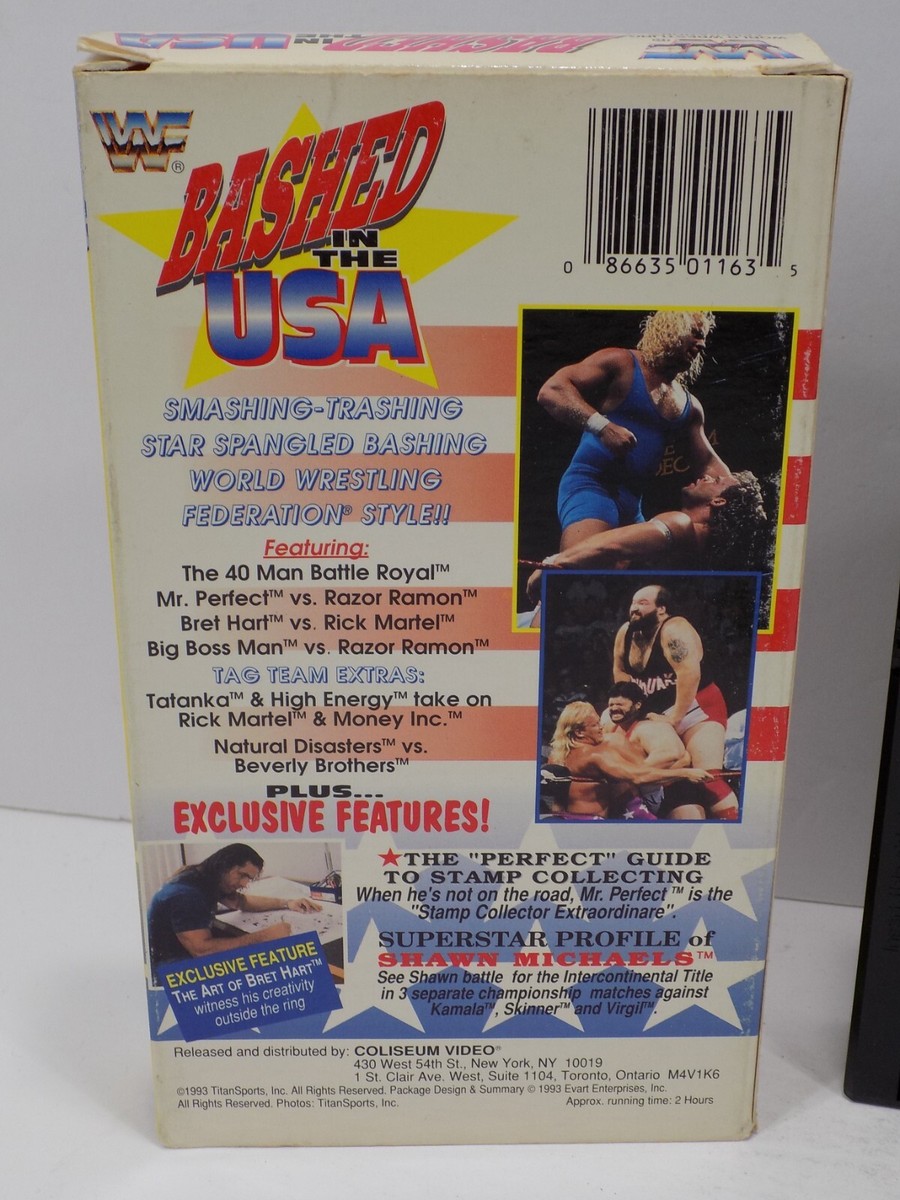 USA IN THE BASHED
WWF
WF®
BASHED
IN
THE
USA
0 86635 01163 5
SMASHING-TRASHING
STAR SPANGLED BASHING
WORLD WRESTLING
FEDERATION® STYLE!!
Featuring:
The 40 Man Battle Royal™
Mr. Perfect™ vs. Razor Ramon™
Bret Hart™ vs. Rick Martel™
Big Boss Man™ vs. Razor Ramon™
TAG TEAM EXTRAS:
Tatanka™ & High Energy™ take on
Rick Martel™ & Money Inc.™
Natural Disasters™ vs.
Beverly Brothers™
PLUS...
EXCLUSIVE FEATURES!
EXCLUSIVE FEATURE
THE ART OF BRET HART™
witness his creativity
outside the ring
★THE "PERFECT" GUIDE
TO STAMP COLLECTING
When he's not on the road, Mr. Perfect™ is the
"Stamp Collector Extraordinare".
SUPERSTAR PROFILE of
SHAWN MICHAELS™
See Shawn battle for the Intercontinental Title
in 3 separate championship matches against
Kamala™, Skinner™ and Virgil™.
Released and distributed by: COLISEUM VIDEO®
430 West 54th St., New York, NY 10019
1 St. Clair Ave. West, Suite 1104, Toronto, Ontario M4V1K6
©1993 TitanSports, Inc. All Rights Reserved. Package Design & Summary © 1993 Evart Enterprises, Inc.
All Rights Reserved. Photos: TitanSports, Inc.
Approx. running time: 2 Hours